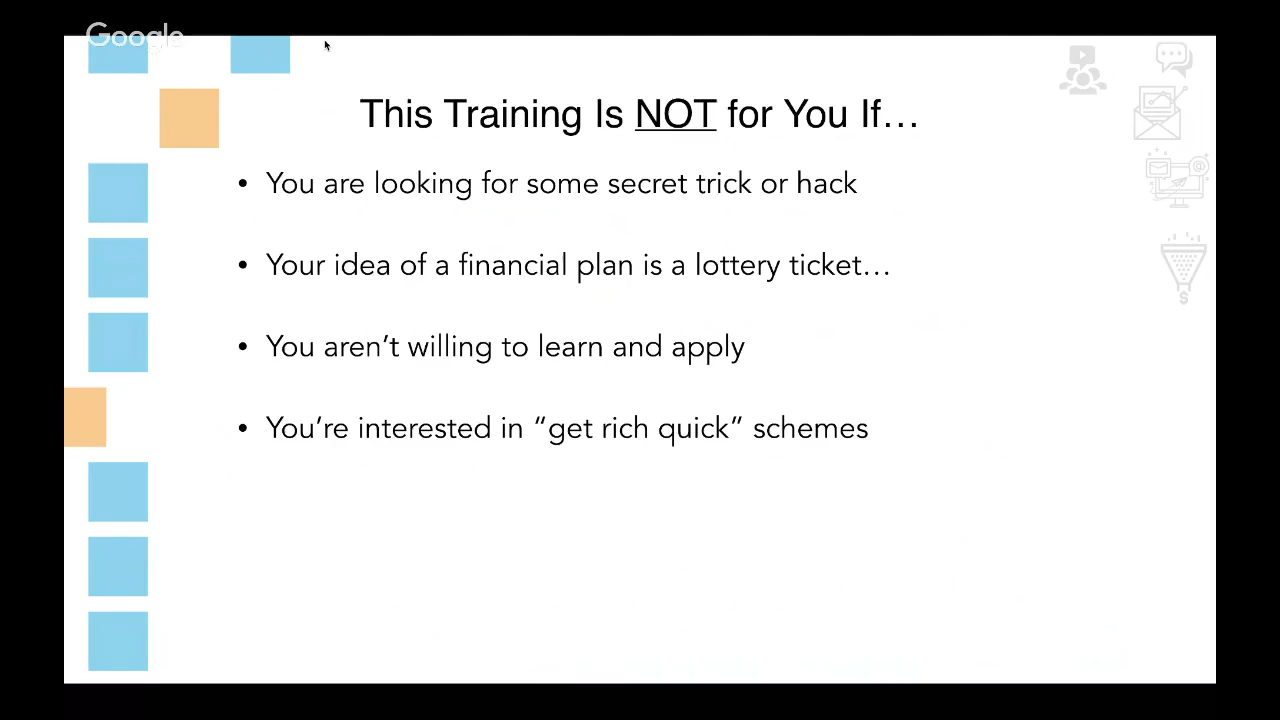 Google
This Training Is NOT for You If…
• You are looking for some secret trick or hack
• Your idea of a financial plan is a lottery ticket…
• You aren’t willing to learn and apply
• You’re interested in “get rich quick” schemes
@
$